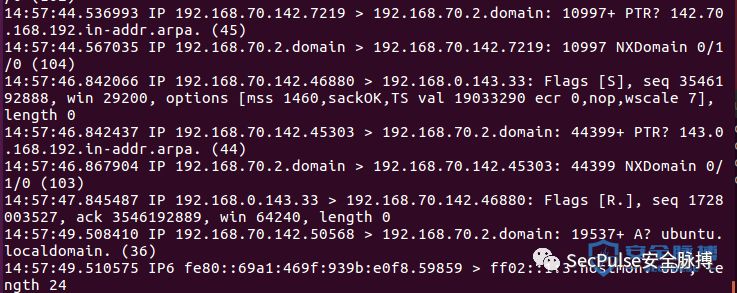 14:57:44.536993 IP 192.168.70.142.7219 > 192.168.70.2.domain: 10997+ PTR? 142.70
.168.192.in-addr.arpa. (45)
14:57:44.567035 IP 192.168.70.2.domain > 192.168.70.142.7219: 10997 NXDomain 0/1
/0 (104)
14:57:46.842066 IP 192.168.70.142.46880 > 192.168.0.143.33: Flags [S], seq 35461
92888, win 29200, options [mss 1460,sackOK,TS val 19033290 ecr 0,nop,wscale 7],
length 0
14:57:46.842437 IP 192.168.70.142.45303 > 192.168.70.2.domain: 44399+ PTR? 143.0
.168.192.in-addr.arpa. (44)
14:57:46.867904 IP 192.168.70.2.domain > 192.168.70.142.45303: 44399 NXDomain 0/
1/0 (103)
14:57:47.845487 IP 192.168.0.143.33 > 192.168.70.142.46880: Flags [R.], seq 1728
003527, ack 3546192889, win 64240, length 0
14:57:49.508410 IP 192.168.70.142.50568 > 192.168.70.2.domain: 19537+ A? ubuntu.
localdomain. (36)
安全脉搏
SecPulse安全脉搏
14:57:49.510575 IP6 fe80::69a1:469f:939b:e0f8.59859 > le
ngth 24